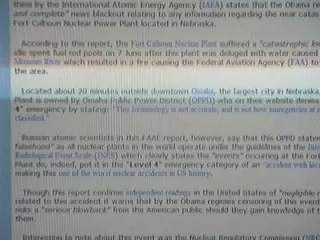 them by the International Atomic Energy Agency (IAEA) states that the Obama re
and complete" news blackout relating to any information regarding the near catas
Fort Calhoun Nuclear Power Plant located in Nebraska.
According to this report, the Fort Calhoun Nuclear Plant suffered a "catastrophic los
idle spent fuel rod pools on 7 June after this plant was deluged with water caused
Missouri River which resulted in a fire causing the Federal Aviation Agency (FAA) to
the area.
Located about 20 minutes outside downtown Omaha, the largest city in Nebraska,
Plant is owned by Omaha Public Power District (OPPD) who on their website denies
4" emergency by stating: "This terminology is not accurate, and is not how emergencies at
classified."
Russian atomic scientists in this FAAE report, however, say that this OPPD statem
falsehood" as all nuclear plants in the world operate under the guidelines of the Inter
Radiological Event Scale (INES) which clearly states the "events" occurring at the Fort
Plant do, indeed, put it in the "Level 4" emergency category of an "accident with loca
making this one of the worst nuclear accidents in US history.
Though this report confirms independent readings in the United States of "negligible r
related to this accident it warns that by the Obama regimes censoring of this event
risks a "serious blowback" from the American public should they gain knowledge of t
them.
Interesting to note about this event was the Nuclear Regulatory Commission